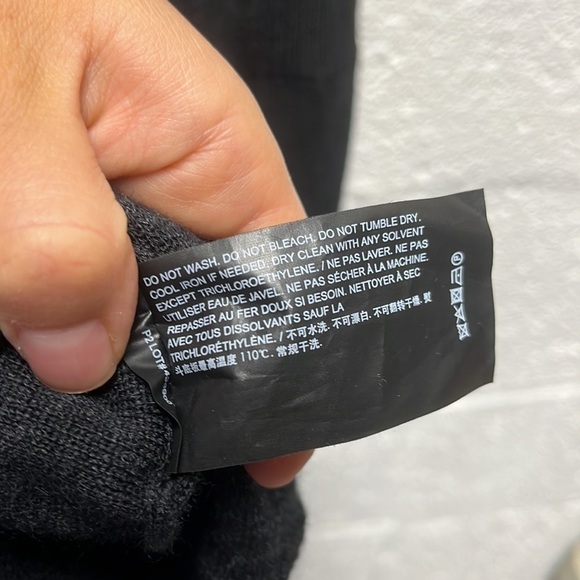 DO NOT WASH. DO NOT BLEACH. DO NOT TUMBLE DRY.
COOL IRON IF NEEDED. DRY CLEAN WITH ANY SOLVENT
EXCEPT TRICHLOROETHYLENE. / NE PAS LAVER. NE PAS
UTILISER EAU DE JAVEL. NE PAS SÉCHER À LA MACHINE.
REPASSER AU FER DOUX SI BESOIN. NETTOYER À SEC
AVEC TOUS DISSOLVANTS SAUF LA
TRICHLORÉTHYLÈNE. / 不可水洗. 不可漂白. 不可翻转干燥. 熨
斗底板最高温度 110℃. 常规干洗.
P2 LOT#